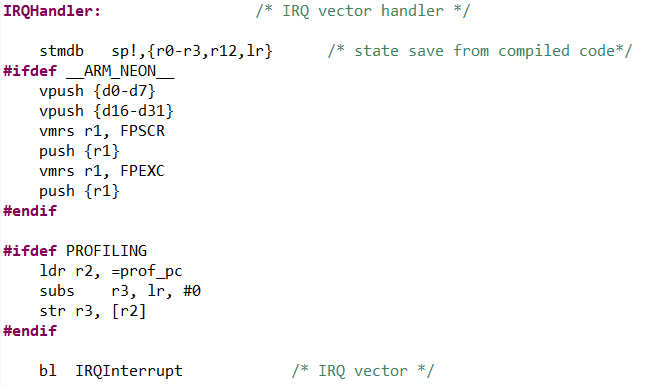 IRQHandler: /* IRQ vector handler */
stmdb sp!,{r0-r3,r12,lr} /* state save from compiled code*/
#ifdef __ARM_NEON__
vpush {d0-d7}
vpush {d16-d31}
vmrs r1, FPSCR
push {r1}
vmrs r1, FPEXC
push {r1}
#endif
#ifdef PROFILING
ldr r2, =prof_pc
subs r3, lr, #0
str r3, [r2]
#endif
bl IRQInterrupt /* IRQ vector */